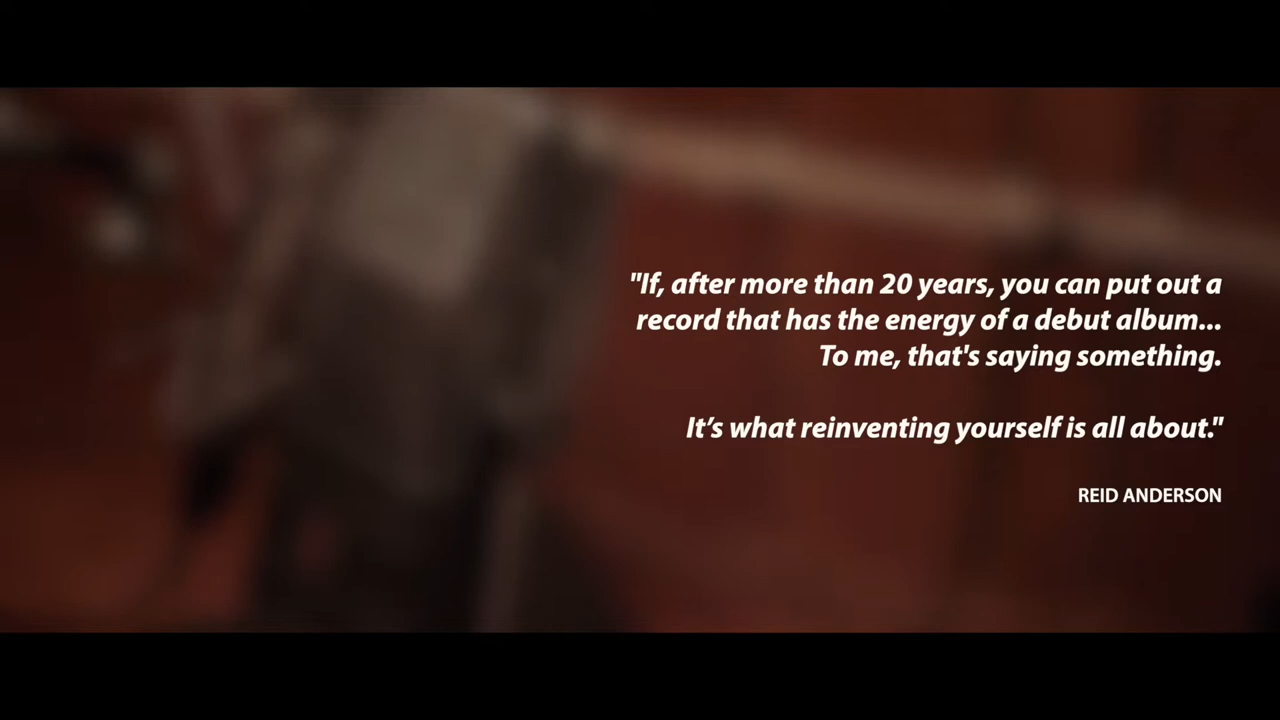 "If, after more than 20 years, you can put out a
record that has the energy of a debut album...
To me, that's saying something.
It’s what reinventing yourself is all about."
REID ANDERSON